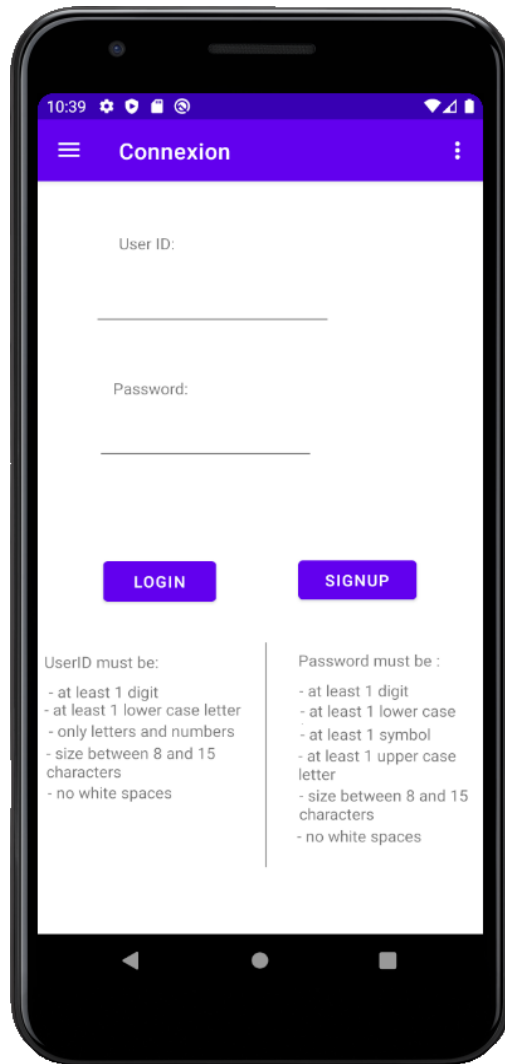 10:39
Connexion
User ID:
Password:
LOGIN
SIGNUP
UserID must be:
- at least 1 digit
- at least 1 lower case letter
- only letters and numbers
- size between 8 and 15
characters
- no white spaces
Password must be :
- at least 1 digit
- at least 1 lower case
- at least 1 symbol
- at least 1 upper case
letter
- size between 8 and 15
characters
- no white spaces